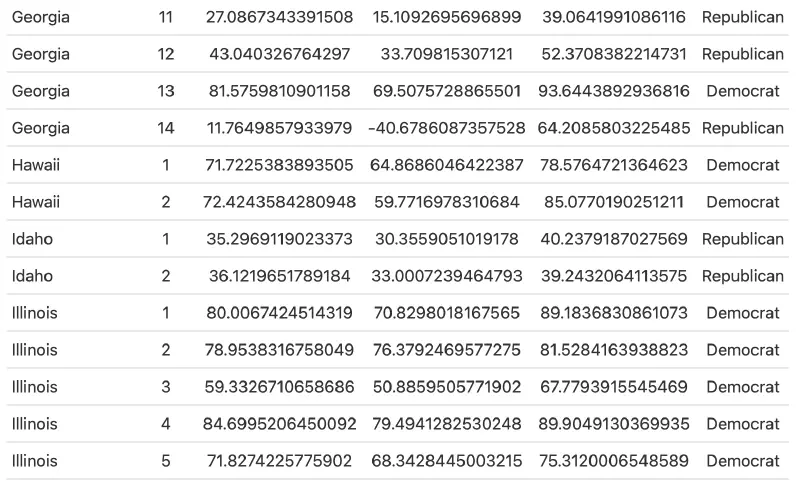 Georgia 11 27.0867343391508 15.1092695696899 39.0641991086116 Republican
Georgia 12 43.040326764297 33.709815307121 52.3708382214731 Republican
Georgia 13 81.5759810901158 69.5075728865501 93.6443892936816 Democrat
Georgia 14 11.7649857933979 -40.6786087357528 64.2085803225485 Republican
Hawaii 1 71.7225383893505 64.8686046422387 78.5764721364623 Democrat
Hawaii 2 72.4243584280948 59.7716978310684 85.0770190251211 Democrat
Idaho 1 35.2969119023373 30.3559051019178 40.2379187027569 Republican
Idaho 2 36.1219651789184 33.0007239464793 39.2432064113575 Republican
Illinois 1 80.0067424514319 70.8298018167565 89.1836830861073 Democrat
Illinois 2 78.9538316758049 76.3792469577275 81.5284163938823 Democrat
Illinois 3 59.3326710658686 50.8859505771902 67.7793915545469 Democrat
Illinois 4 84.6995206450092 79.4941282530248 89.9049130369935 Democrat
Illinois 5 71.8274225775902 68.3428445003215 75.3120006548589 Democrat